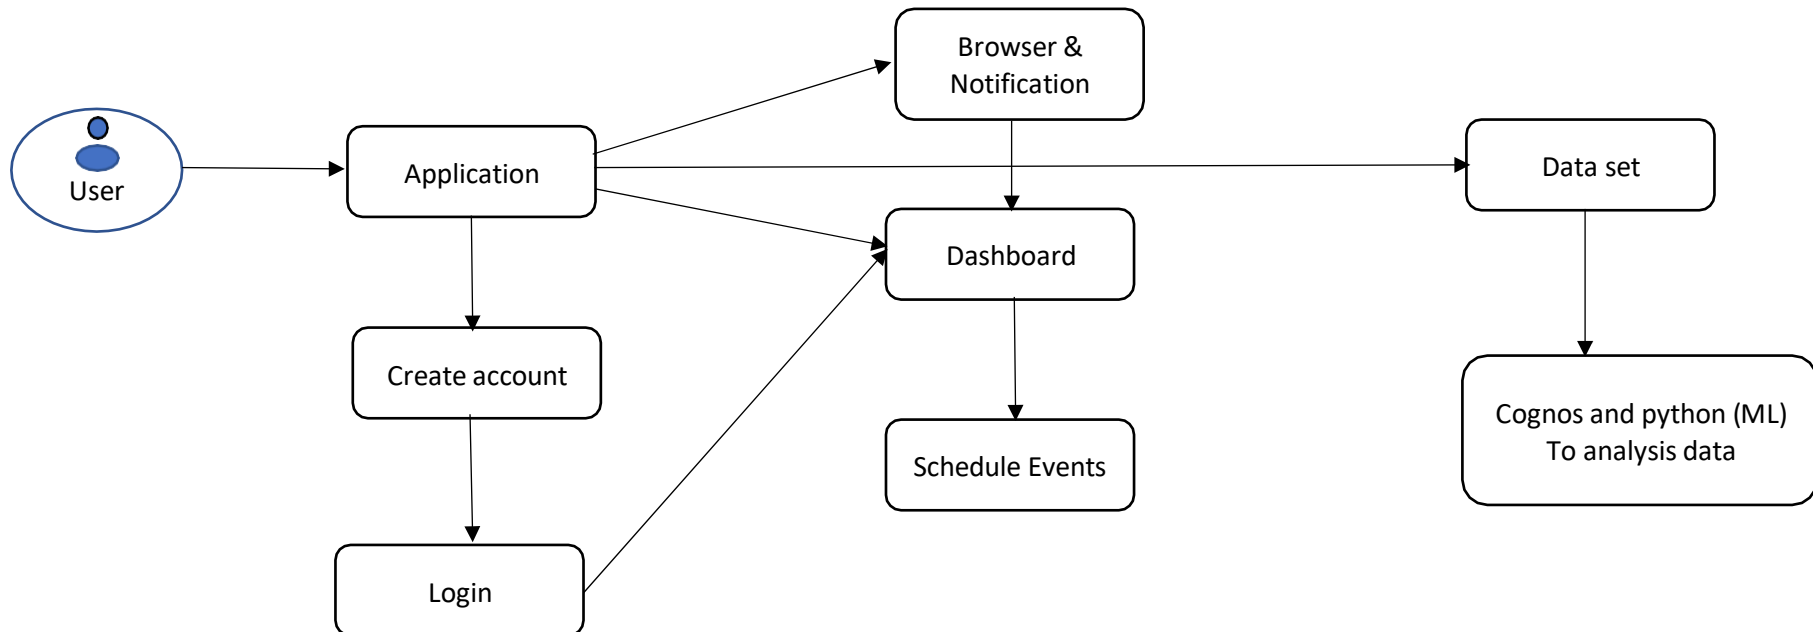 Browser &
Notification
User
Application
Data set
Dashboard
Create account
Cognos and python (ML)
To analysis data
Schedule Events
Login